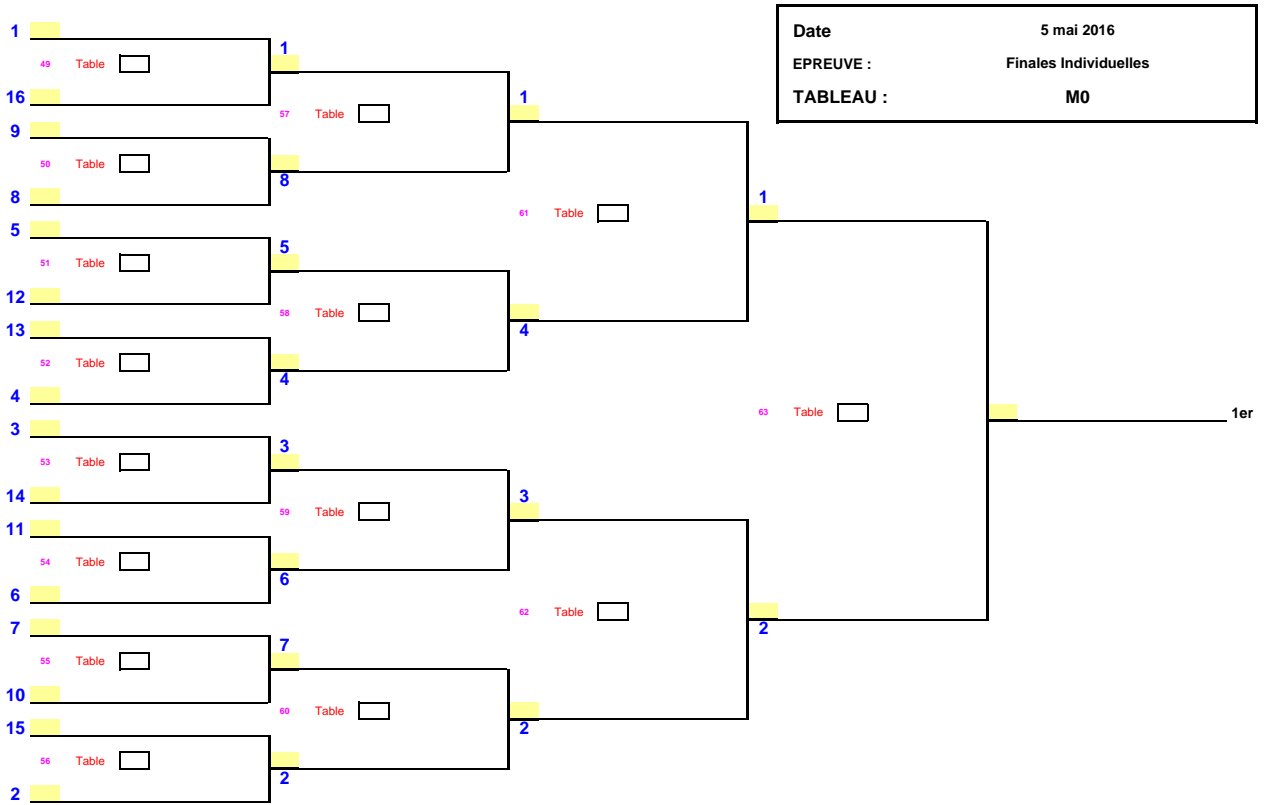 Date 5 mai 2016
EPREUVE : Finales Individuelles
TABLEAU : M0
1
49 Table
1
16
57 Table
1
9
50 Table
8
8
61 Table
1
5
51 Table
5
12
58 Table
4
13
52 Table
4
4
63 Table
1er
3
53 Table
3
14
59 Table
3
11
54 Table
6
6
62 Table
2
7
55 Table
7
10
60 Table
2
15
56 Table
2
2